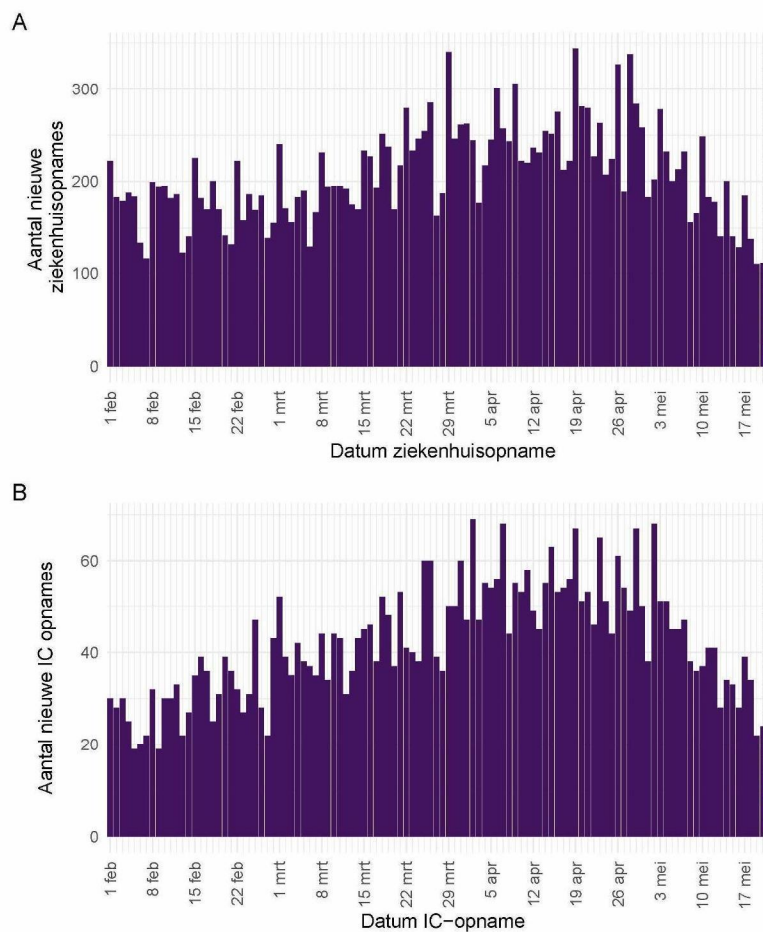 A
Aantal nieuwe
ziekenhuisopnames
300
200
100
0
1 feb
8 feb
15 feb
22 feb
1 mrt
8 mrt
15 mrt
22 mrt
29 mrt
5 apr
12 apr
19 apr
26 apr
3 mei
10 mei
17 mei
Datum ziekenhuisopname
B
Aantal nieuwe IC opnames
60
40
20
0
1 feb
8 feb
15 feb
22 feb
1 mrt
8 mrt
15 mrt
22 mrt
29 mrt
5 apr
12 apr
19 apr
26 apr
3 mei
10 mei
17 mei
Datum IC−opname